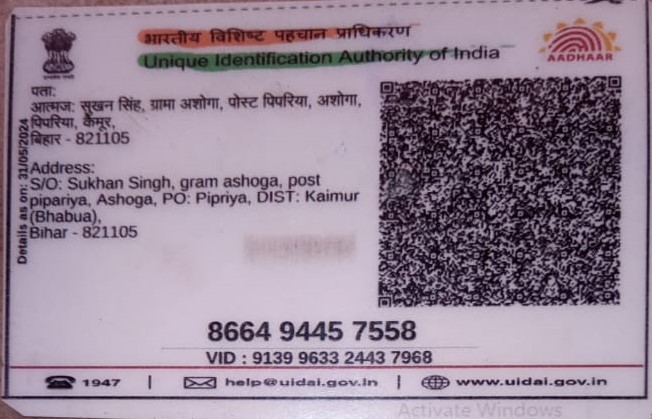 भारतीय विशिष्ट पहचान प्राधिकरण
Unique Identification Authority of India
AADHAAR
Details as on: 31/05/2024
पता:
आत्मज: सुखन सिंह, ग्रामा अशोगा, पोस्ट पिपरिया, अशोगा,
पिपरिया, कैमूर,
बिहार - 821105
Address:
S/O: Sukhan Singh, gram ashoga, post
pipariya, Ashoga, PO: Pipriya, DIST: Kaimur
(Bhabua),
Bihar - 821105
8664 9445 7558
VID : 9139 9633 2443 7968
1947 | help@uidai.gov.in | www.uidai.gov.in
Activate Windows